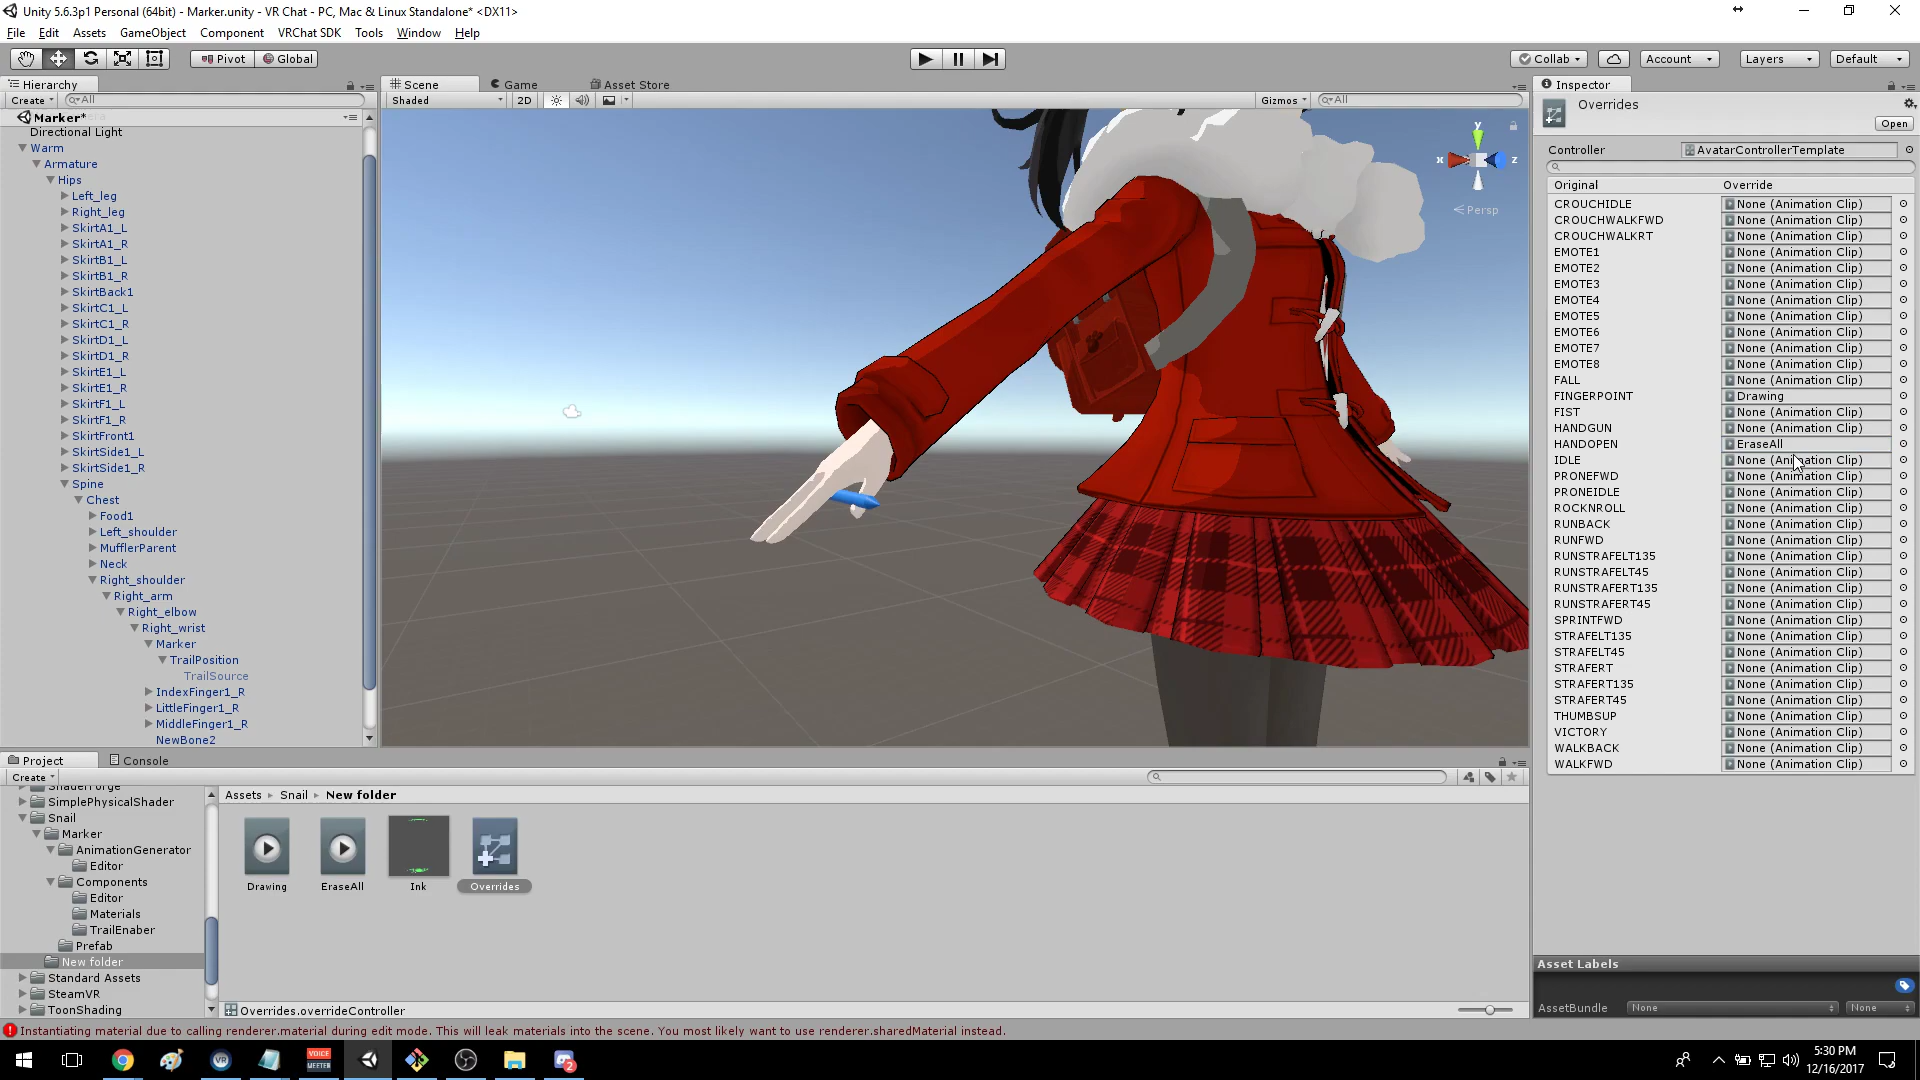 Unity 5.6.3p1 Personal (64bit) - Marker.unity - VR Chat - PC, Mac & Linux Standalone* <DX11>
File Edit Assets GameObject Component VRChat SDK Tools Window Help
Pivot Global
Collab Account Layers Default
Hierarchy
Create All
Marker*
Directional Light
Warm
Armature
Hips
Left_leg
Right_leg
SkirtA1_L
SkirtA1_R
SkirtB1_L
SkirtB1_R
SkirtBack1
SkirtC1_L
SkirtC1_R
SkirtD1_L
SkirtD1_R
SkirtE1_L
SkirtE1_R
SkirtF1_L
SkirtF1_R
SkirtFront1
SkirtSide1_L
SkirtSide1_R
Spine
Chest
Food1
Left_shoulder
MufflerParent
Neck
Right_shoulder
Right_arm
Right_elbow
Right_wrist
Marker
TrailPosition
TrailSource
IndexFinger1_R
LittleFinger1_R
MiddleFinger1_R
NewBone2
Scene Game Asset Store
Shaded 2D Gizmos All
y
x z
Persp
Inspector
Overrides
Open
Controller AvatarControllerTemplate
Original Override
CROUCHIDLE None (Animation Clip)
CROUCHWALKFWD None (Animation Clip)
CROUCHWALKRT None (Animation Clip)
EMOTE1 None (Animation Clip)
EMOTE2 None (Animation Clip)
EMOTE3 None (Animation Clip)
EMOTE4 None (Animation Clip)
EMOTE5 None (Animation Clip)
EMOTE6 None (Animation Clip)
EMOTE7 None (Animation Clip)
EMOTE8 None (Animation Clip)
FALL None (Animation Clip)
FINGERPOINT Drawing
FIST None (Animation Clip)
HANDGUN None (Animation Clip)
HANDOPEN EraseAll
IDLE None (Animation Clip)
PRONEFWD None (Animation Clip)
PRONEIDLE None (Animation Clip)
ROCKNROLL None (Animation Clip)
RUNBACK None (Animation Clip)
RUNFWD None (Animation Clip)
RUNSTRAFELT135 None (Animation Clip)
RUNSTRAFELT45 None (Animation Clip)
RUNSTRAFERT135 None (Animation Clip)
RUNSTRAFERT45 None (Animation Clip)
SPRINTFWD None (Animation Clip)
STRAFELT135 None (Animation Clip)
STRAFELT45 None (Animation Clip)
STRAFERT None (Animation Clip)
STRAFERT135 None (Animation Clip)
STRAFERT45 None (Animation Clip)
THUMBSUP None (Animation Clip)
VICTORY None (Animation Clip)
WALKBACK None (Animation Clip)
WALKFWD None (Animation Clip)
Asset Labels
AssetBundle None None
Project Console
Create
ShaderForge
SimplePhysicalShader
Snail
Marker
AnimationGenerator
Editor
Components
Editor
Materials
TrailEnaber
Prefab
New folder
Standard Assets
SteamVR
ToonShading
Assets Snail New folder
Drawing EraseAll Ink Overrides
Overrides.overrideController
Instantiating material due to calling renderer.material during edit mode. This will leak materials into the scene. You most likely want to use renderer.sharedMaterial instead.
VR
VOICE
MEETER
2
5:30 PM
12/16/2017